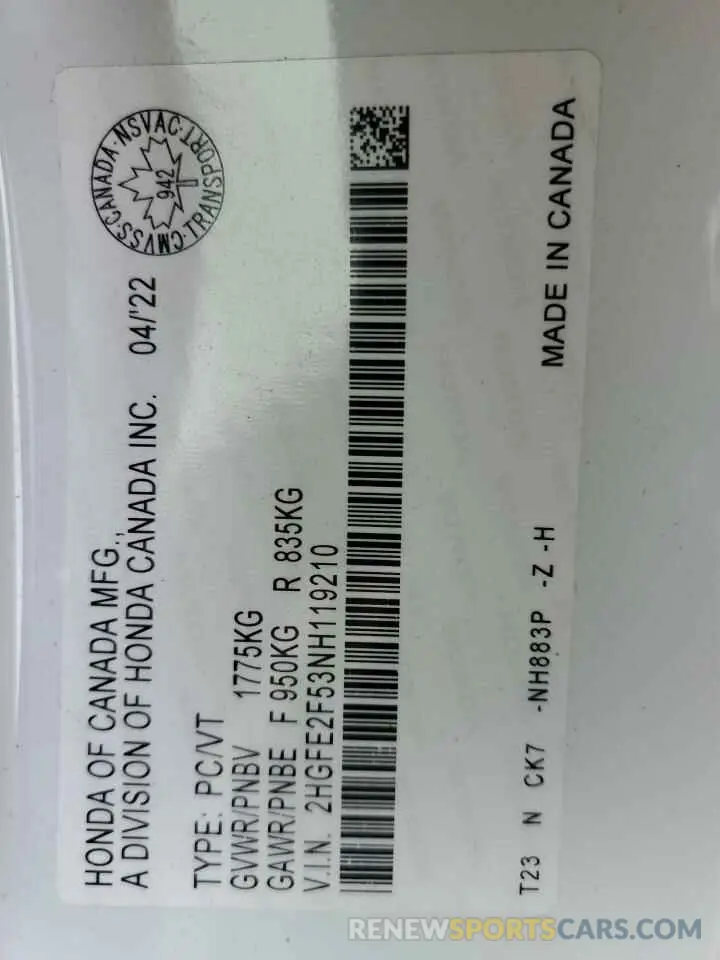 HONDA OF CANADA MFG.,
A DIVISION OF HONDA CANADA INC. 04/'22
CMVSS·CANADA·NSVAC·TRANSPORT·
942
TYPE: PC/VT
GVWR/PNBV 1775KG
GAWR/PNBE F 950KG R 835KG
V.I.N. 2HGFE2F53NH119210
T23 N CK7 -NH883P -Z -H
MADE IN CANADA
RENEWSPORTSCARS.COM